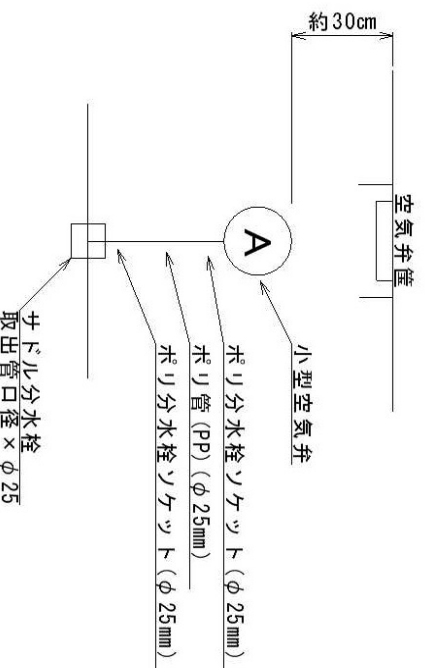 約30cm
空気弁筐
小型空気弁
ポリ分水栓ソケット(φ25mm)
ポリ管(PP)(φ25mm)
ポリ分水栓ソケット(φ25mm)
サドル分水栓
取出管口径×φ25
A